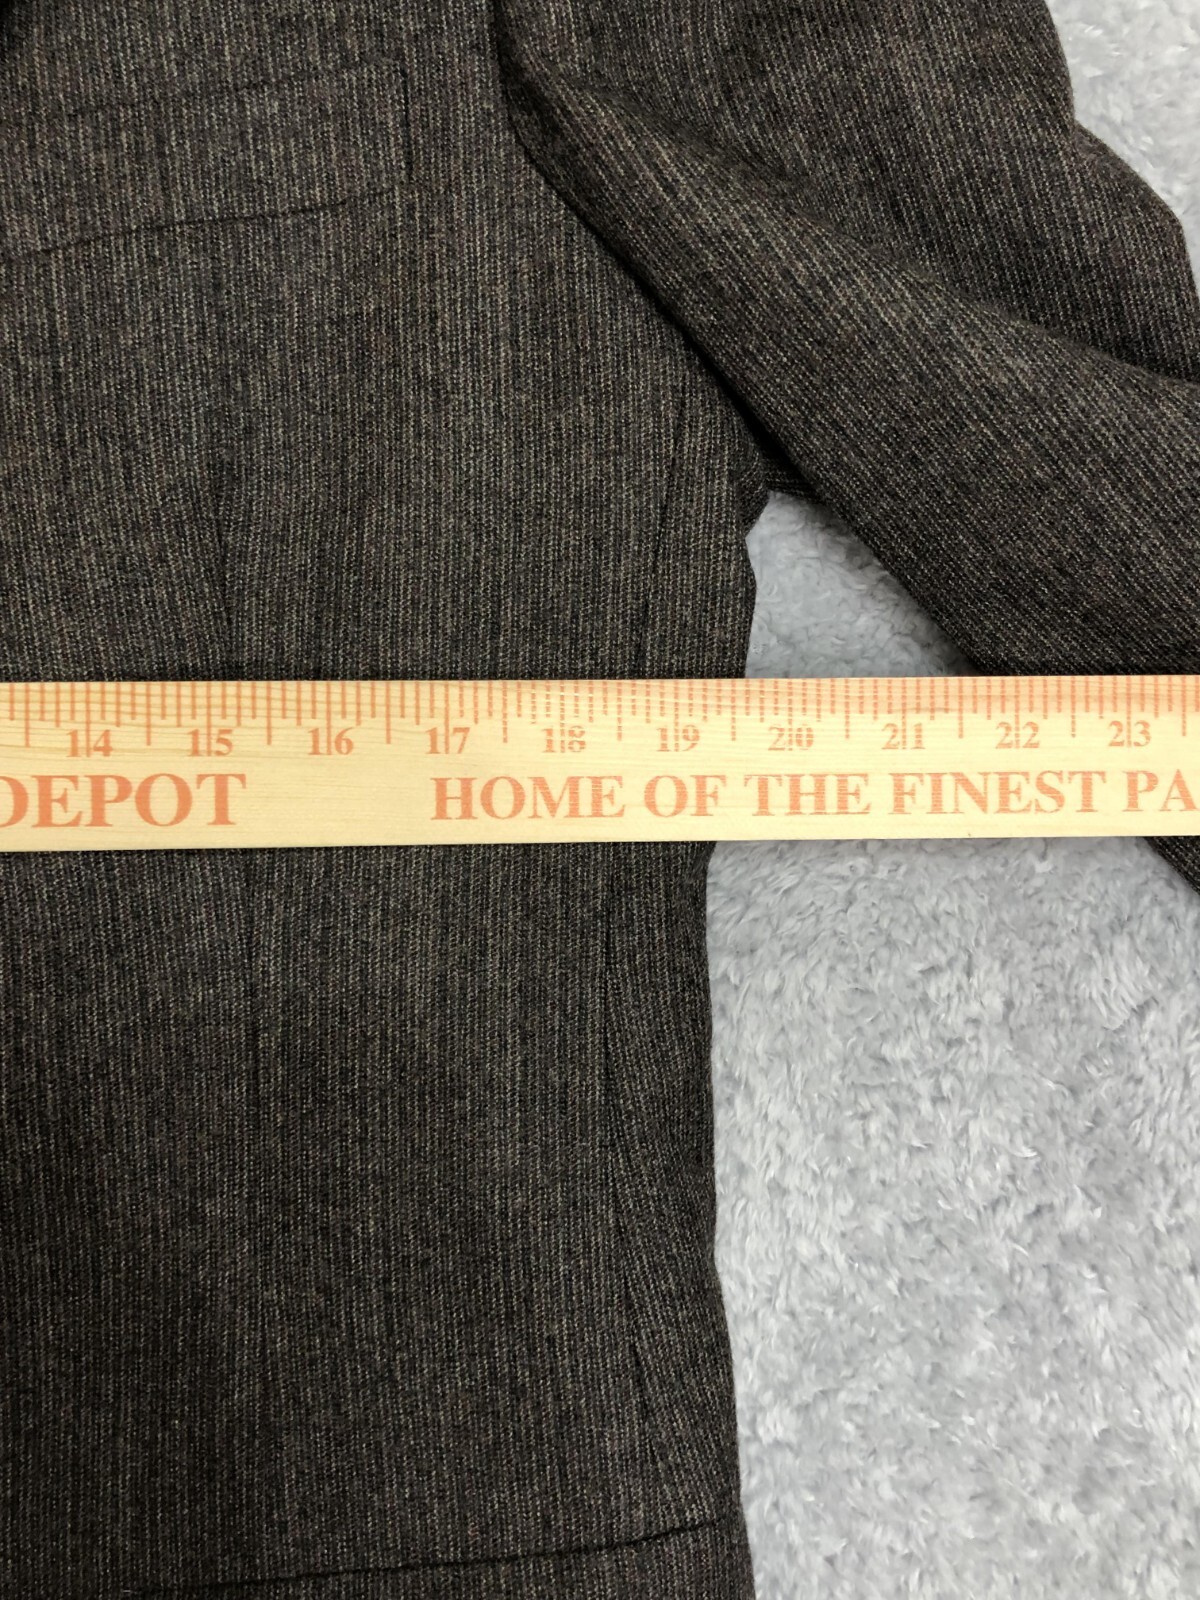 14 15 16 17 18 19 20 21 22 23
DEPOT HOME OF THE FINEST PA